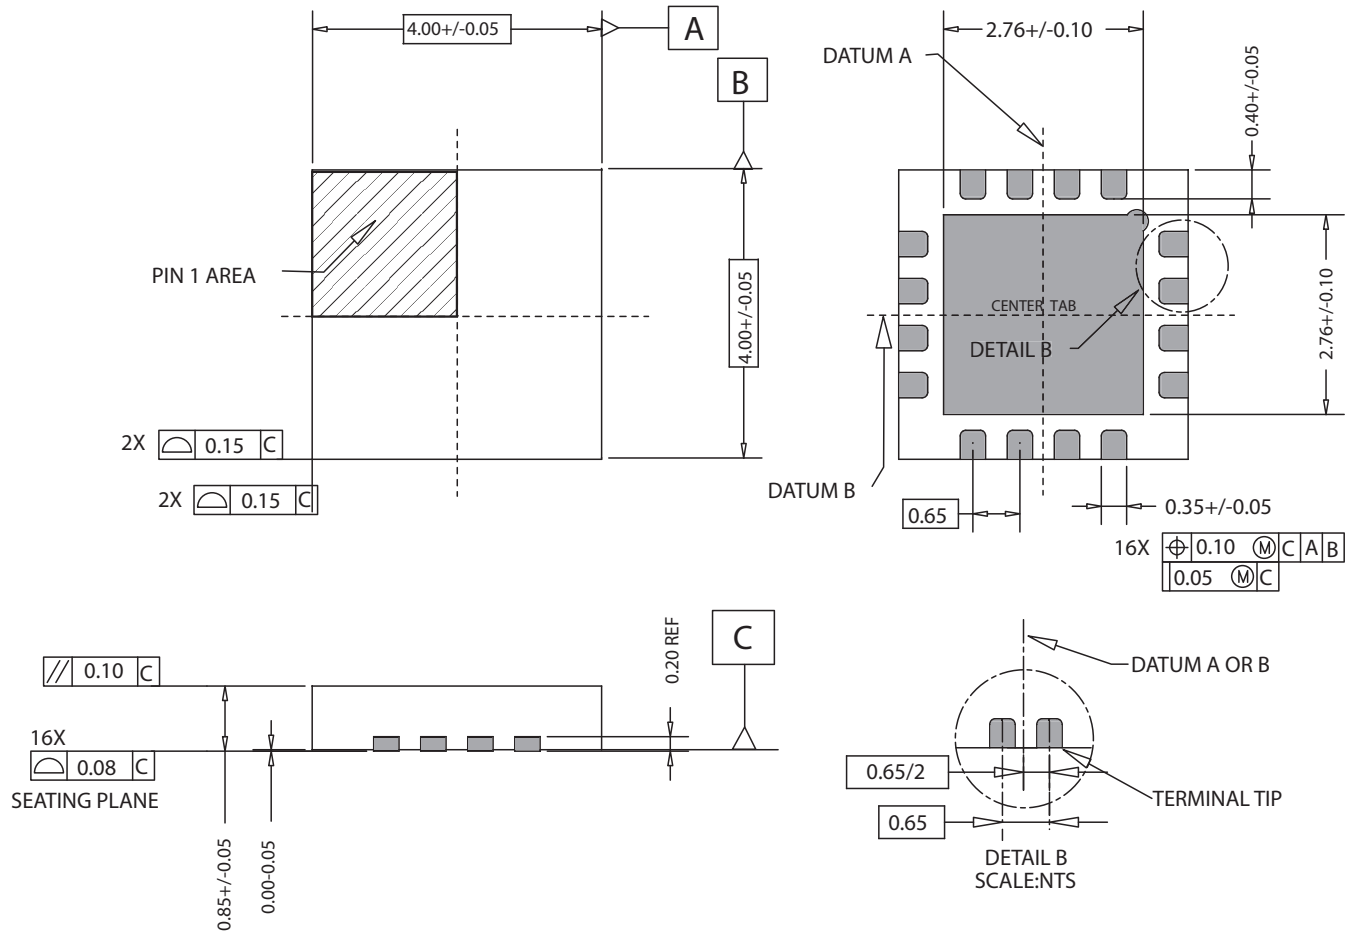 4.00+/-0.05
A
B
PIN 1 AREA
4.00+/-0.05
2X 0.15 C
2X 0.15 C
2.76+/-0.10
DATUM A
0.40+/-0.05
CENTER TAB
DETAIL B
2.76+/-0.10
DATUM B
0.65
0.35+/-0.05
16X 0.10 Ⓜ C A B
0.05 Ⓜ C
// 0.10 C
16X
0.08 C
SEATING PLANE
0.85+/-0.05
0.00-0.05
0.20 REF
C
DATUM A OR B
0.65/2
0.65
TERMINAL TIP
DETAIL B
SCALE:NTS